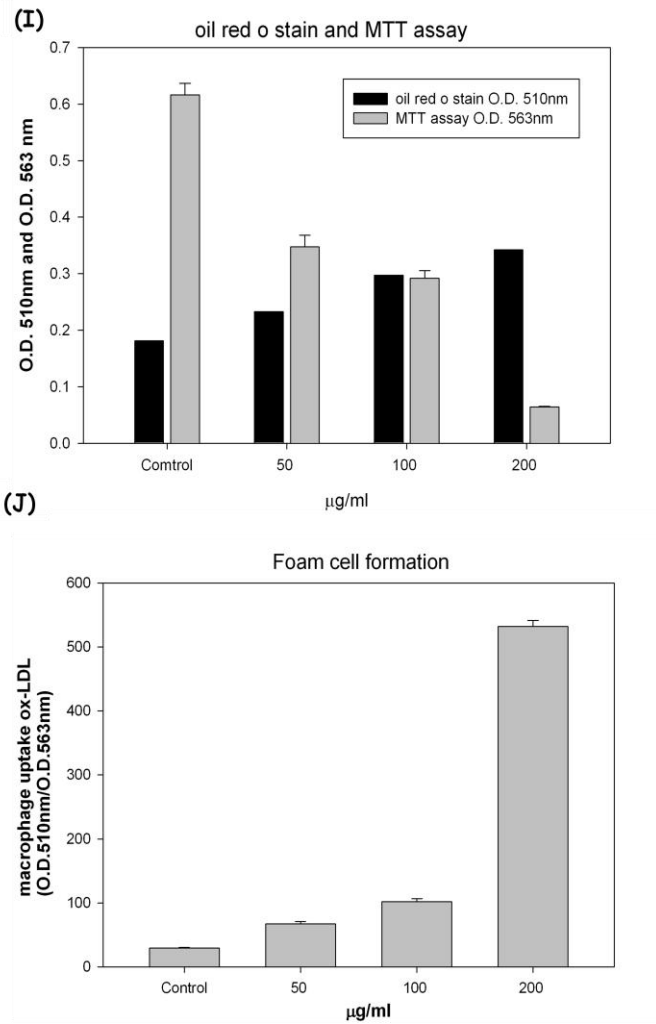 (I)
oil red o stain and MTT assay
O.D. 510nm and O.D. 563 nm
0.7
0.6
0.5
0.4
0.3
0.2
0.1
0.0
oil red o stain O.D. 510nm
MTT assay O.D. 563nm
Comtrol 50 100 200
μg/ml
(J)
Foam cell formation
macrophage uptake ox-LDL
(O.D.510nm/O.D.563nm)
600
500
400
300
200
100
0
Control 50 100 200
μg/ml